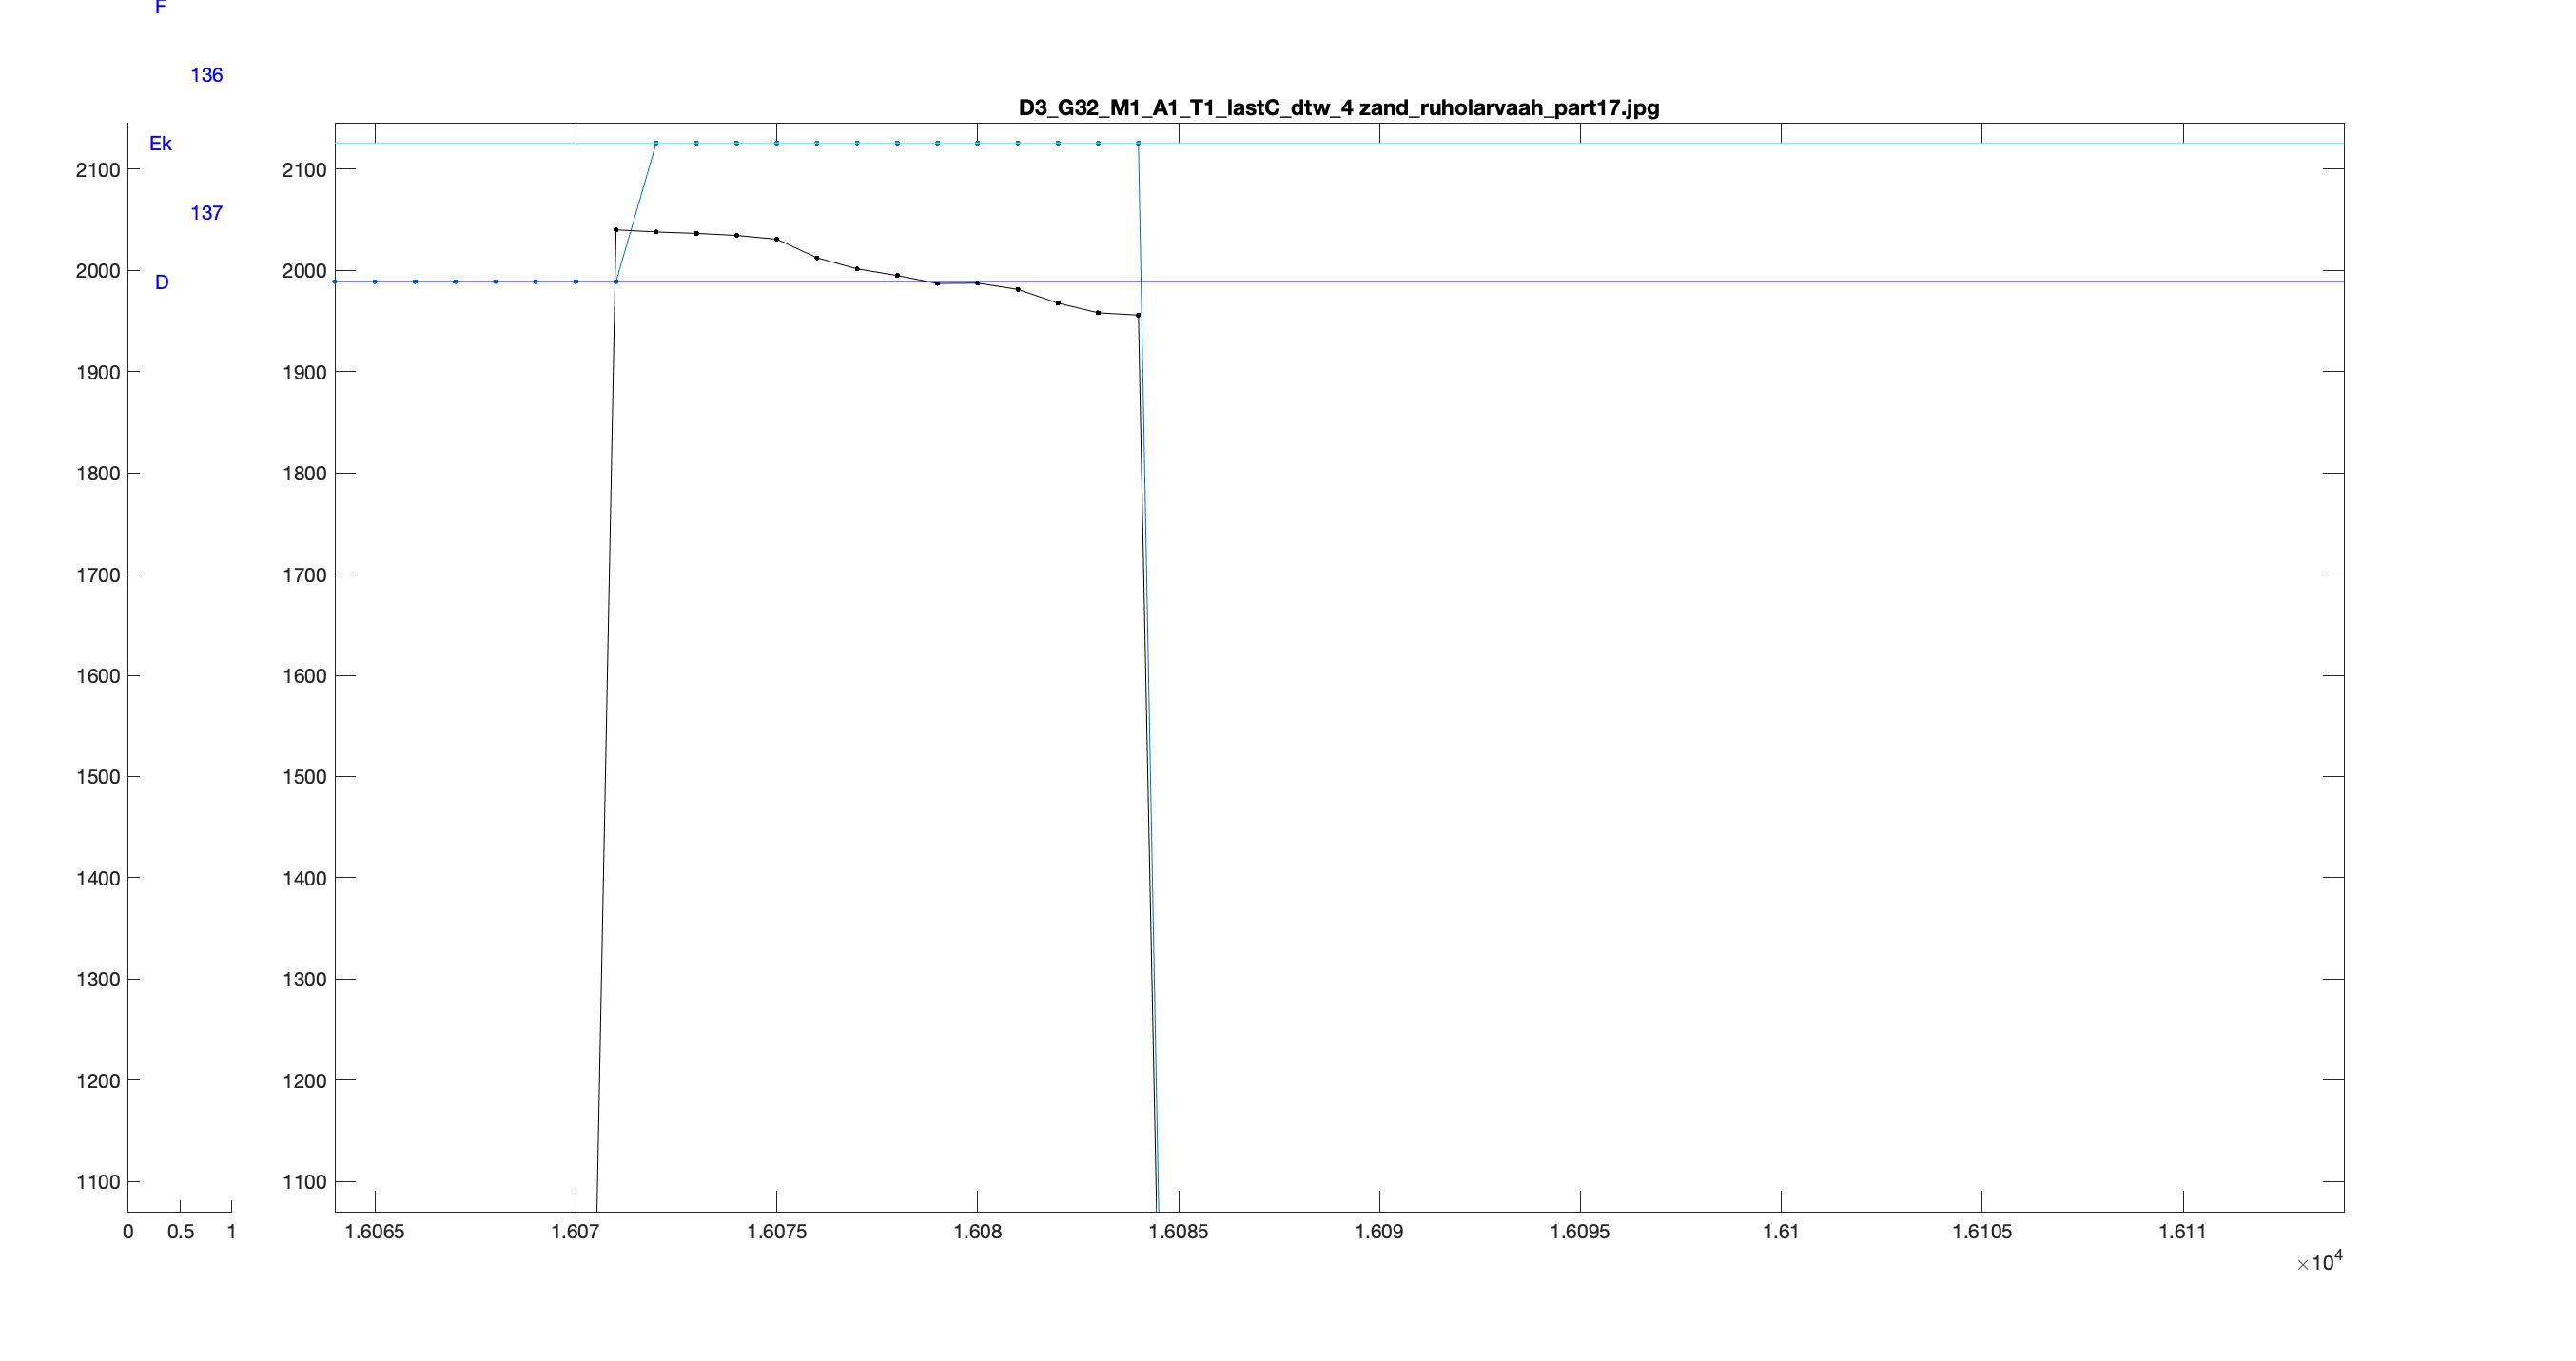 F
136
D3_G32_M1_A1_T1_lastC_dtw_4 zand_ruholarvaah_part17.jpg
Ek
2100 2100
137
2000 2000
D
1900 1900
1800 1800
1700 1700
1600 1600
1500 1500
1400 1400
1300 1300
1200 1200
1100 1100
0 0.5 1 1.6065 1.607 1.6075 1.608 1.6085 1.609 1.6095 1.61 1.6105 1.611
×10⁴